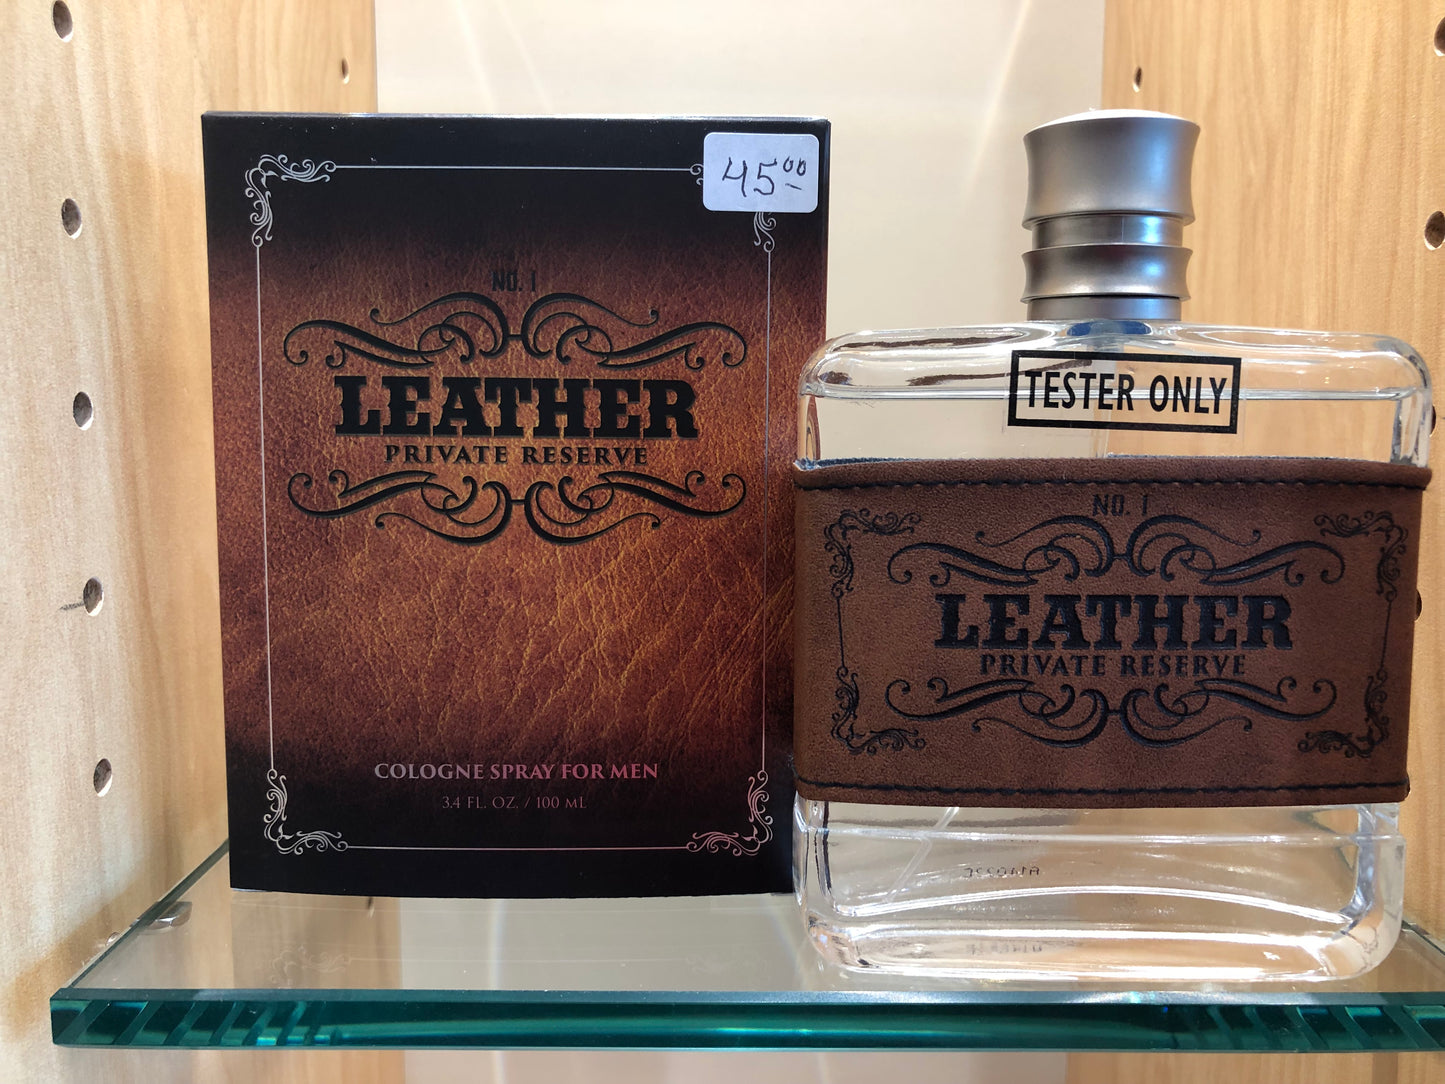 45.00
NO. 1
LEATHER
PRIVATE RESERVE
COLOGNE SPRAY FOR MEN
3.4 FL. OZ. / 100 ML
TESTER ONLY
NO. 1
LEATHER
PRIVATE RESERVE